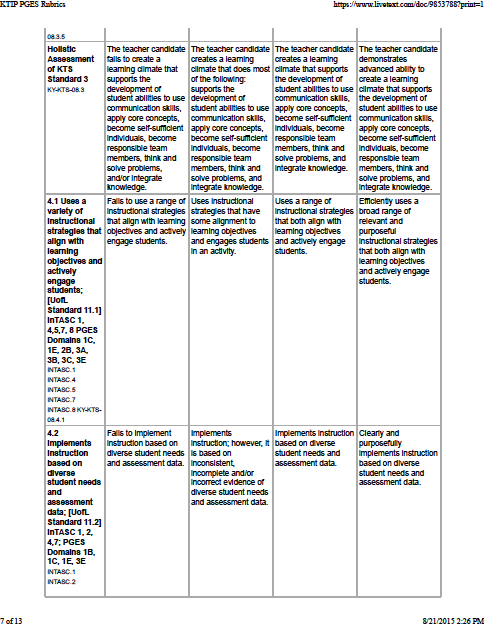 KTIP PGES Rubrics
https://www.livetext.com/doc/9853788?print=1
08.3.5
Holistic
Assessment
of KTS
Standard 3
KY-KTS-08.3
The teacher candidate
fails to create a
learning climate that
supports the
development of
student abilities to use
communication skills,
apply core concepts,
become self-sufficient
individuals, become
responsible team
members, think and
solve problems,
and/or integrate
knowledge.
The teacher candidate
creates a learning
climate that does most
of the following:
supports the
development of
student abilities to use
communication skills,
apply core concepts,
become self-sufficient
individuals, become
responsible team
members, think and
solve problems, and
integrate knowledge.
The teacher candidate
creates a learning
climate that supports
the development of
student abilities to use
communication skills,
apply core concepts,
become self-sufficient
individuals, become
responsible team
members, think and
solve problems, and
integrate knowledge.
The teacher candidate
demonstrates
advanced ability to
create a learning
climate that supports
the development of
student abilities to use
communication skills,
apply core concepts,
become self-sufficient
individuals, become
responsible team
members, think and
solve problems, and
integrate knowledge.
4.1 Uses a
variety of
instructional
strategies that
align with
learning
objectives and
actively
engage
students;
[UofL
Standard 11.1]
InTASC 1,
4,5,7, 8 PGES
Domains 1C,
1E, 2B, 3A,
3B, 3C, 3E
INTASC.1
INTASC.4
INTASC.5
INTASC.7
INTASC.8 KY-KTS-
08.4.1
Fails to use a range of
instructional strategies
that align with learning
objectives and actively
engage students.
Uses instructional
strategies that have
some alignment to
learning objectives
and engages students
in an activity.
Uses a range of
instructional strategies
that both align with
learning objectives
and actively engage
students.
Efficiently uses a
broad range of
relevant and
purposeful
instructional strategies
that both align with
learning objectives
and actively engage
students.
4.2
Implements
instruction
based on
diverse
student needs
and
assessment
data; [UofL
Standard 11.2]
InTASC 1, 2,
4,7; PGES
Domains 1B,
1C, 1E, 3E
INTASC.1
INTASC.2
Fails to implement
instruction based on
diverse student needs
and assessment data.
Implements
instruction; however, it
is based on
inconsistent,
incomplete and/or
incorrect evidence of
diverse student needs
and assessment data.
Implements instruction
based on diverse
student needs and
assessment data.
Clearly and
purposefully
implements instruction
based on diverse
student needs and
assessment data.
7 of 13
8/21/2015 2:26 PM